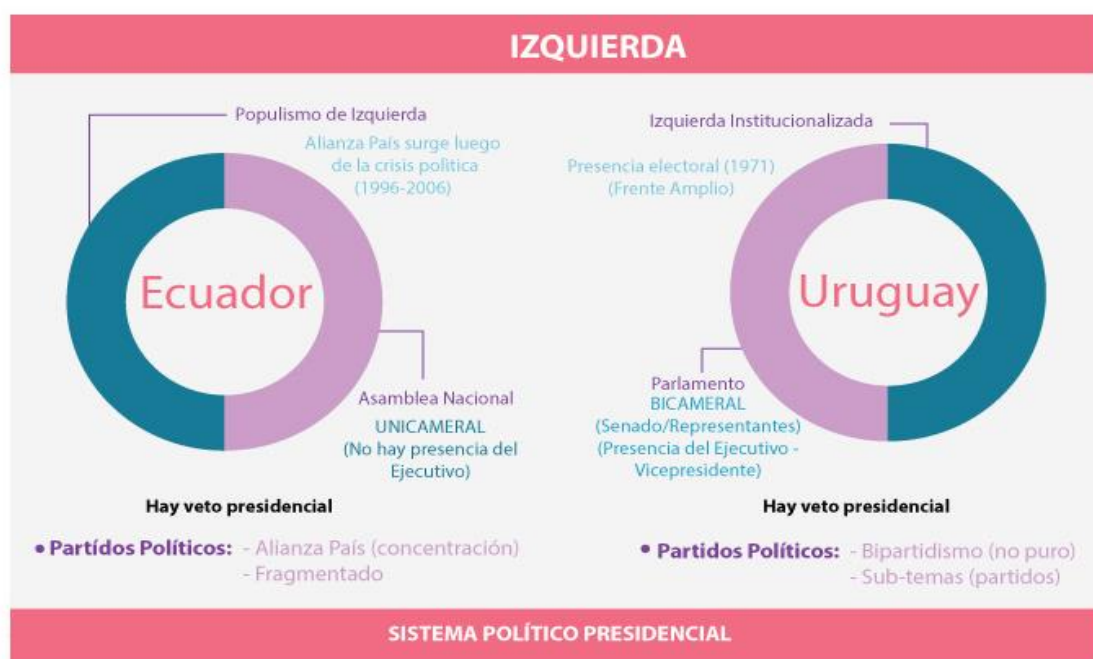 IZQUIERDA
Populismo de Izquierda
Alianza País surge luego
de la crisis polìtica
(1996-2006)
Ecuador
Asamblea Nacional
UNICAMERAL
(No hay presencia del
Ejecutivo)
Hay veto presidencial
• Partídos Políticos: - Alianza País (concentración)
- Fragmentado
Izquierda Institucionalizada
Presencia electoral (1971)
(Frente Amplio)
Uruguay
Parlamento
BICAMERAL
(Senado/Representantes)
(Presencia del Ejecutivo -
Vicepresidente)
Hay veto presidencial
• Partidos Políticos: - Bipartidismo (no puro)
- Sub-temas (partidos)
SISTEMA POLÍTICO PRESIDENCIAL